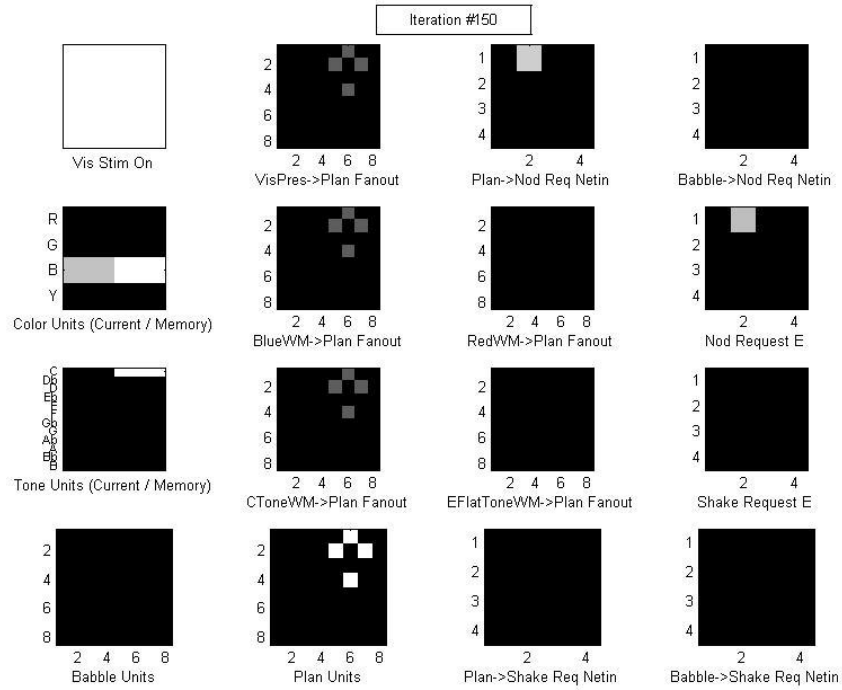 Iteration #150
Vis Stim On
2
4
6
8
2 4 6 8
VisPres->Plan Fanout
1
2
3
4
2 4
Plan->Nod Req Netin
1
2
3
4
2 4
Babble->Nod Req Netin
R
G
B
Y
Color Units (Current / Memory)
2
4
6
8
2 4 6 8
BlueWM->Plan Fanout
2
4
6
8
2 4 6 8
RedWM->Plan Fanout
1
2
3
4
2 4
Nod Request E
C
Db
D
Eb
E
F
Gb
G
Ab
A
Bb
B
Tone Units (Current / Memory)
2
4
6
8
2 4 6 8
CToneWM->Plan Fanout
2
4
6
8
2 4 6 8
EFlatToneWM->Plan Fanout
1
2
3
4
2 4
Shake Request E
2
4
6
8
2 4 6 8
Babble Units
2
4
6
8
2 4 6 8
Plan Units
1
2
3
4
2 4
Plan->Shake Req Netin
1
2
3
4
2 4
Babble->Shake Req Netin